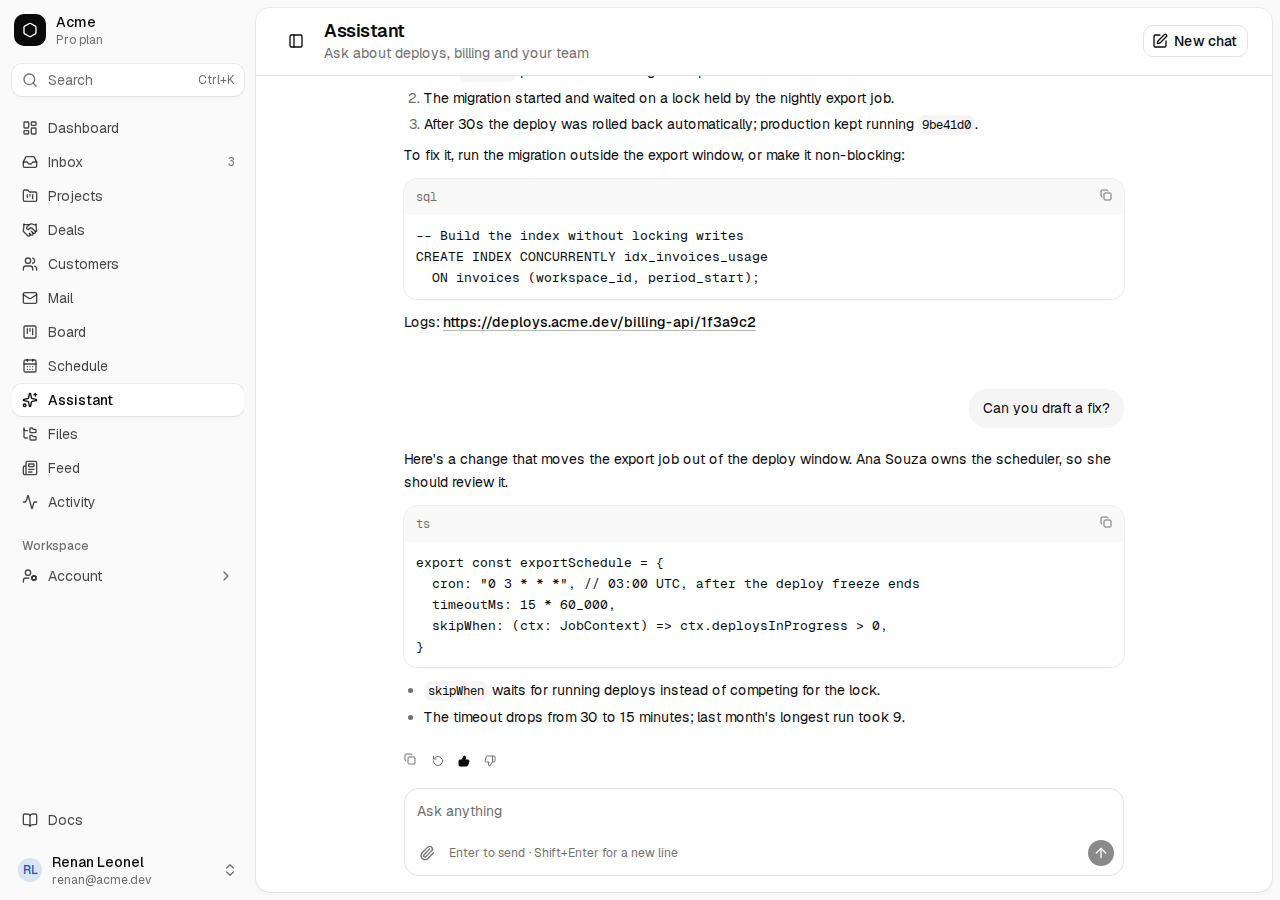 Acme
Pro plan
Search
Ctrl+K
Dashboard
Inbox
3
Projects
Deals
Customers
Mail
Board
Schedule
Assistant
Files
Feed
Activity
Workspace
Account
Docs
RL
Renan Leonel
renan@acme.dev
Assistant
Ask about deploys, billing and your team
New chat
2. The migration started and waited on a lock held by the nightly export job.
3. After 30s the deploy was rolled back automatically; production kept running 9be41d0.
To fix it, run the migration outside the export window, or make it non-blocking:
sql
-- Build the index without locking writes
CREATE INDEX CONCURRENTLY idx_invoices_usage
  ON invoices (workspace_id, period_start);
Logs: https://deploys.acme.dev/billing-api/1f3a9c2
Can you draft a fix?
Here's a change that moves the export job out of the deploy window. Ana Souza owns the scheduler, so she
should review it.
ts
export const exportSchedule = {
  cron: "0 3 * * *", // 03:00 UTC, after the deploy freeze ends
  timeoutMs: 15 * 60_000,
  skipWhen: (ctx: JobContext) => ctx.deploysInProgress > 0,
}
• skipWhen waits for running deploys instead of competing for the lock.
• The timeout drops from 30 to 15 minutes; last month's longest run took 9.
Ask anything
Enter to send · Shift+Enter for a new line